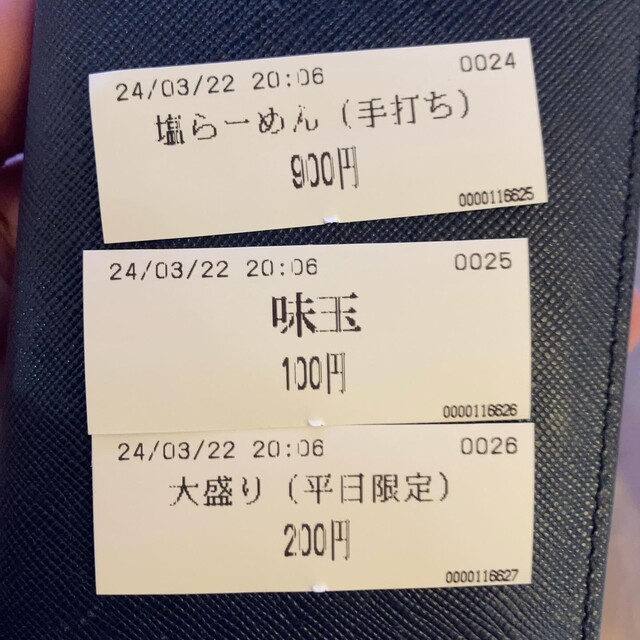 24/03/22 20:06 0024
塩らーめん（手打ち）
900円
0000116625
24/03/22 20:06 0025
味玉
100円
0000116626
24/03/22 20:06 0026
大盛り（平日限定）
200円
0000116627